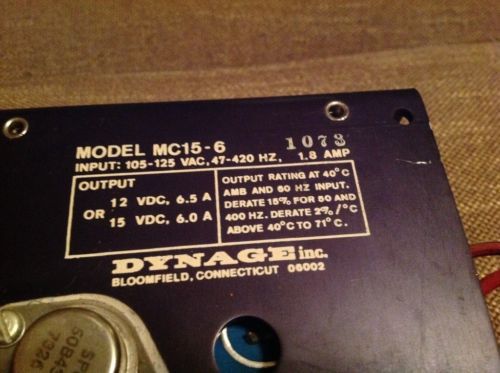 MODEL MC15-6 1073
INPUT: 105-125 VAC, 47-420 HZ, 1.8 AMP
OUTPUT
12 VDC, 6.5 A
OR
15 VDC, 6.0 A
OUTPUT RATING AT 40°C
AMB AND 60 HZ INPUT.
DERATE 15% FOR 50 AND
400 HZ. DERATE 2%/°C
ABOVE 40°C TO 71°C.
DYNAGE inc.
BLOOMFIELD, CONNECTICUT 06002
7326